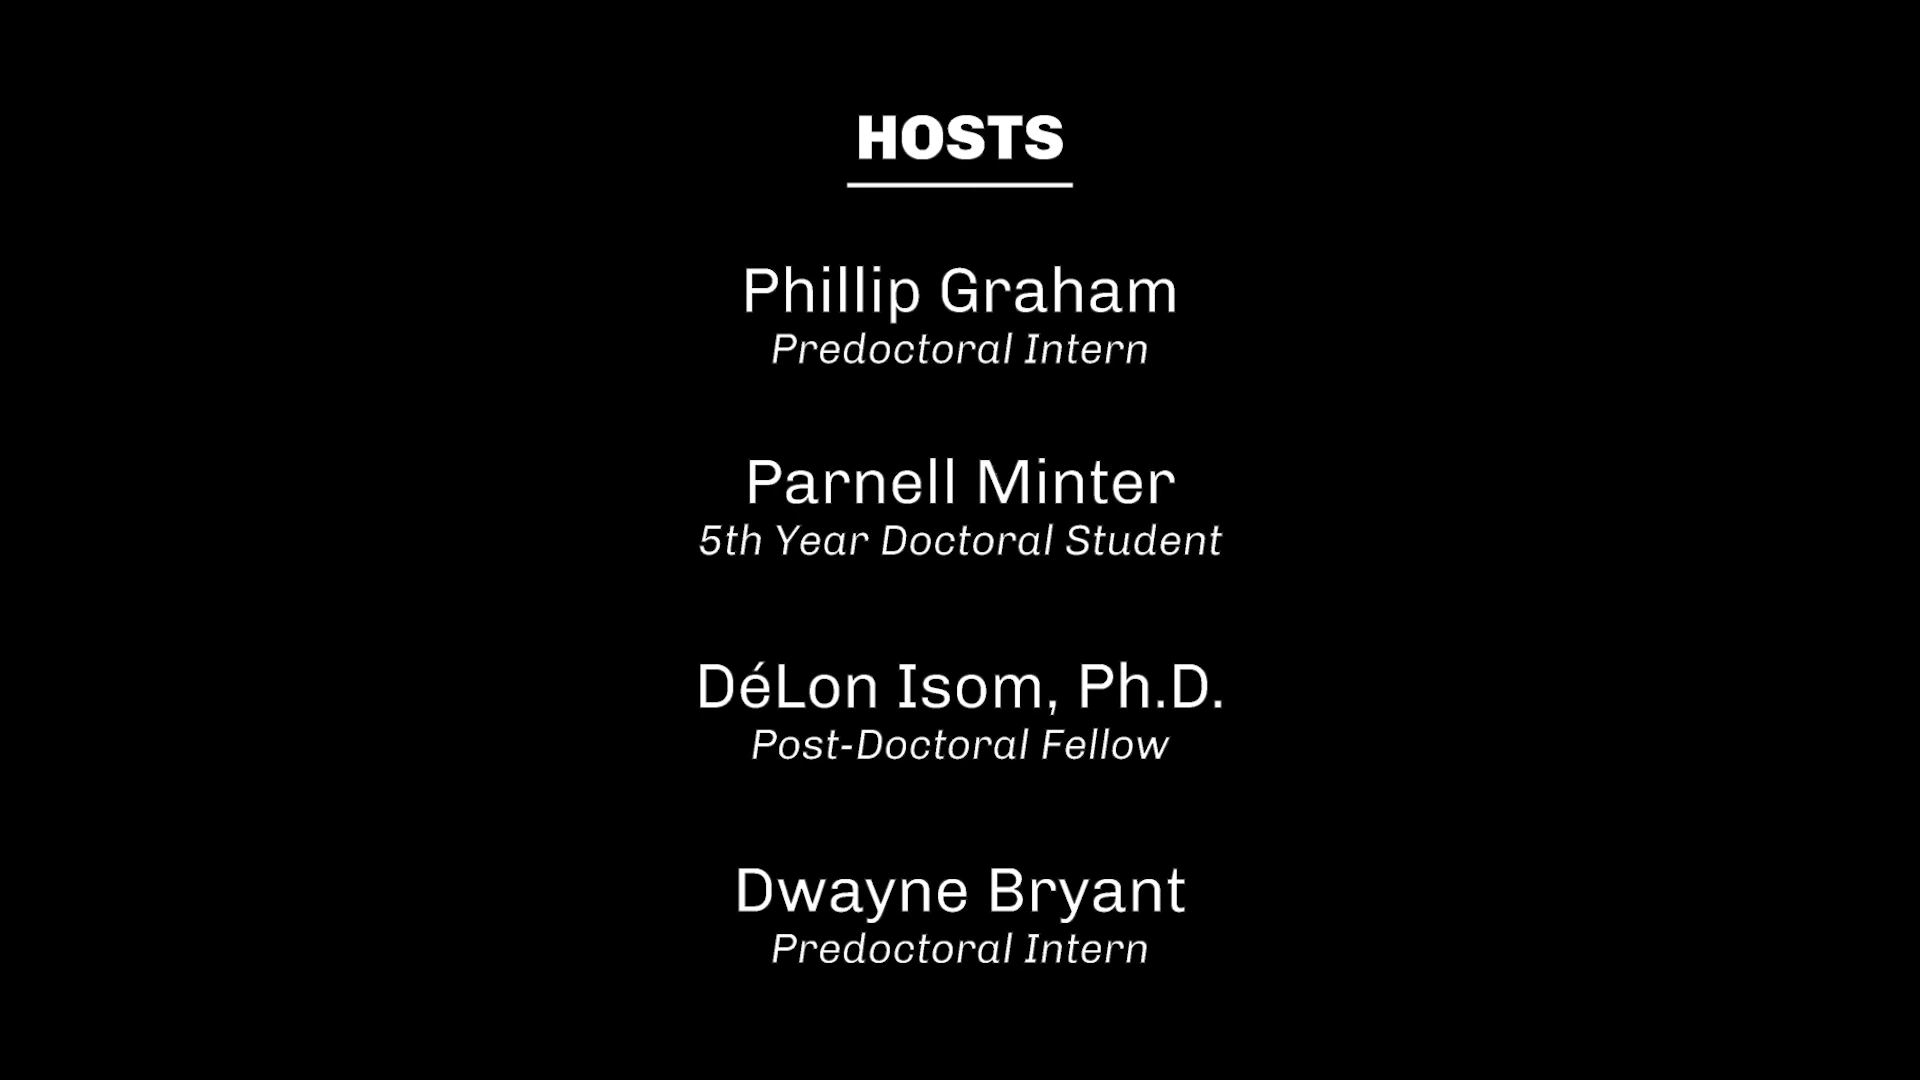 HOSTS
Phillip Graham
Predoctoral Intern
Parnell Minter
5th Year Doctoral Student
DéLon Isom, Ph.D.
Post-Doctoral Fellow
Dwayne Bryant
Predoctoral Intern